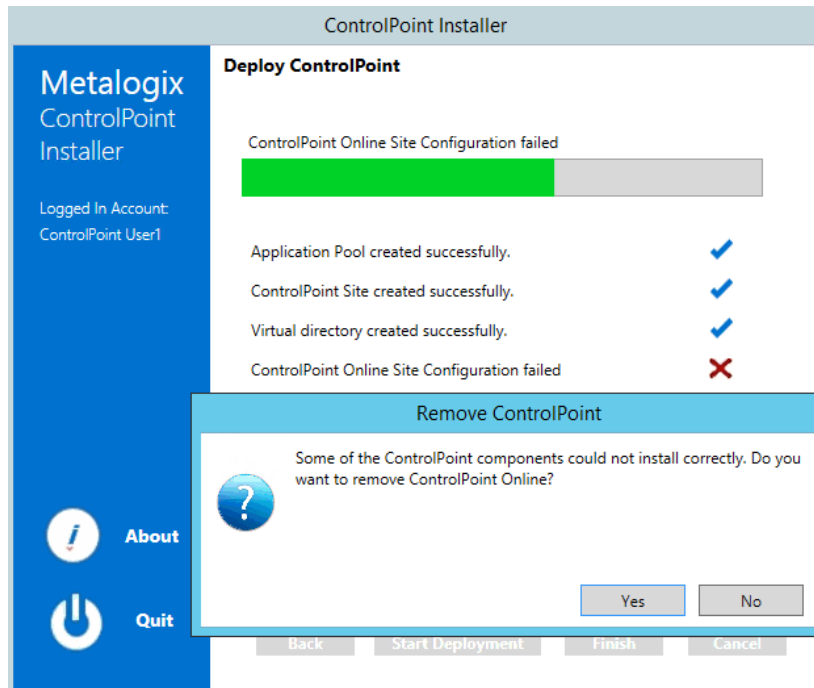 ControlPoint Installer
Metalogix
ControlPoint
Installer
Logged In Account:
ControlPoint User1
About
Quit
Deploy ControlPoint
ControlPoint Online Site Configuration failed
Application Pool created successfully.
ControlPoint Site created successfully.
Virtual directory created successfully.
ControlPoint Online Site Configuration failed
Remove ControlPoint
Some of the ControlPoint components could not install correctly. Do you
want to remove ControlPoint Online?
Yes No
Back Start Deployment Finish Cancel